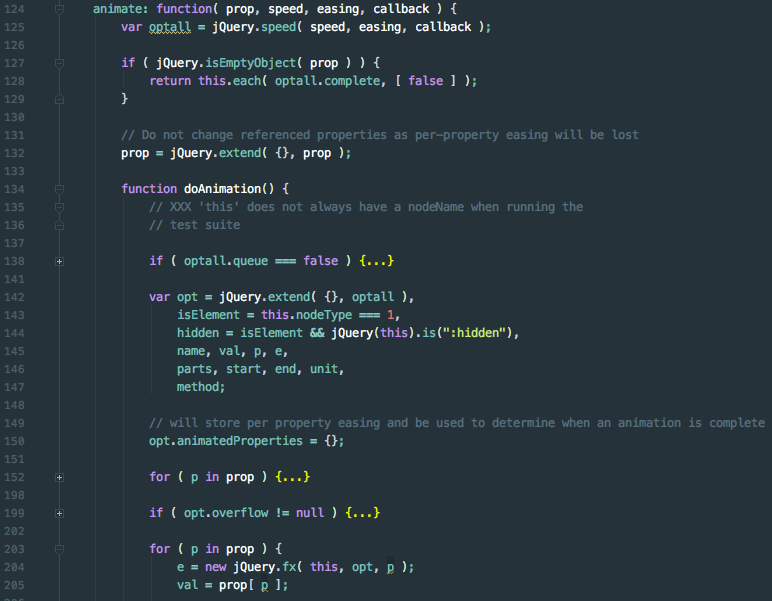 124 animate: function( prop, speed, easing, callback ) {
125 var optall = jQuery.speed( speed, easing, callback );
126
127 if ( jQuery.isEmptyObject( prop ) ) {
128 return this.each( optall.complete, [ false ] );
129 }
130
131 // Do not change referenced properties as per-property easing will be lost
132 prop = jQuery.extend( {}, prop );
133
134 function doAnimation() {
135 // XXX 'this' does not always have a nodeName when running the
136 // test suite
137
138 if ( optall.queue === false ) {...}
141
142 var opt = jQuery.extend( {}, optall ),
143 isElement = this.nodeType === 1,
144 hidden = isElement && jQuery(this).is(":hidden"),
145 name, val, p, e,
146 parts, start, end, unit,
147 method;
148
149 // will store per property easing and be used to determine when an animation is complete
150 opt.animatedProperties = {};
151
152 for ( p in prop ) {...}
198
199 if ( opt.overflow != null ) {...}
202
203 for ( p in prop ) {
204 e = new jQuery.fx( this, opt, p );
205 val = prop[ p ];